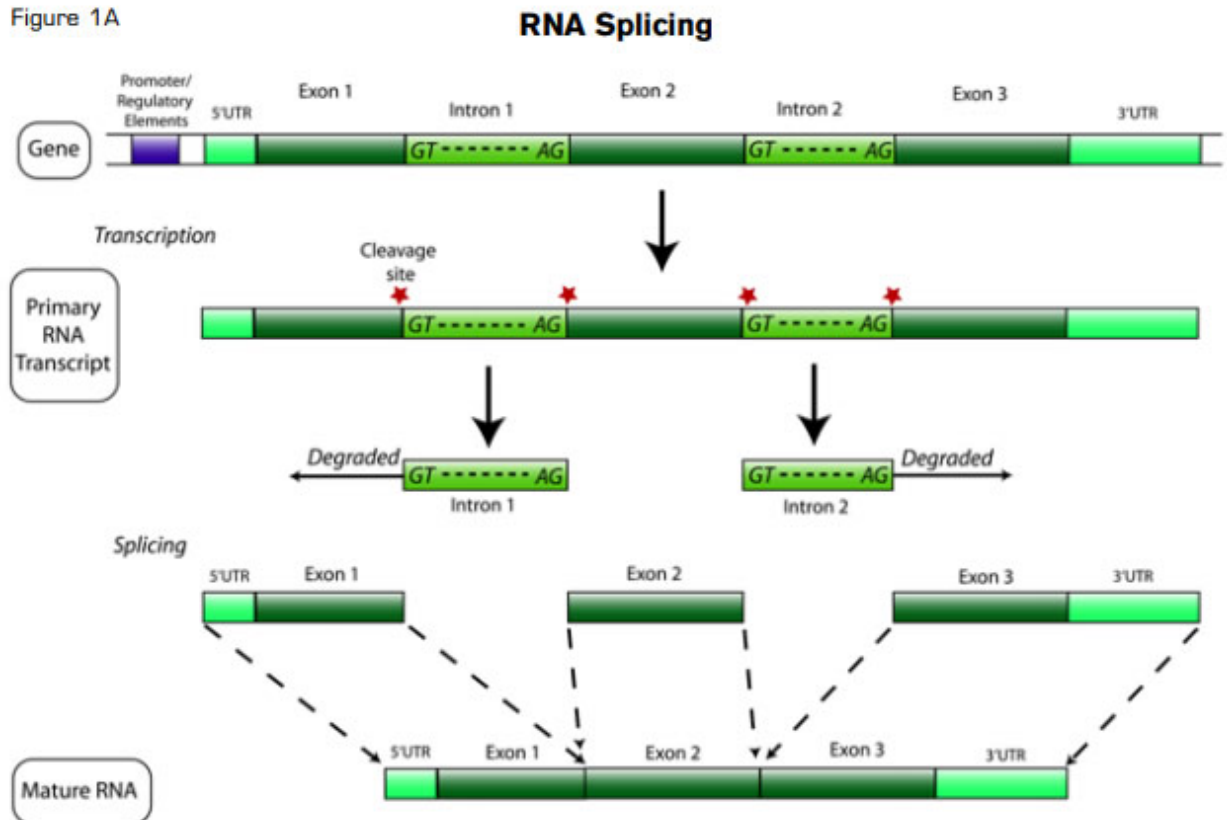 Figure 1A
RNA Splicing
Promoter/
Regulatory
Elements
5'UTR
Exon 1
Intron 1
Exon 2
Intron 2
Exon 3
3'UTR
Gene
GT ------- AG
GT ------ AG
Transcription
Cleavage
site
Primary
RNA
Transcript
GT ------- AG
GT ------ AG
Degraded
GT ------- AG
GT ------ AG
Degraded
Intron 1
Intron 2
Splicing
5'UTR
Exon 1
Exon 2
Exon 3
3'UTR
5'UTR
Exon 1
Exon 2
Exon 3
3'UTR
Mature RNA